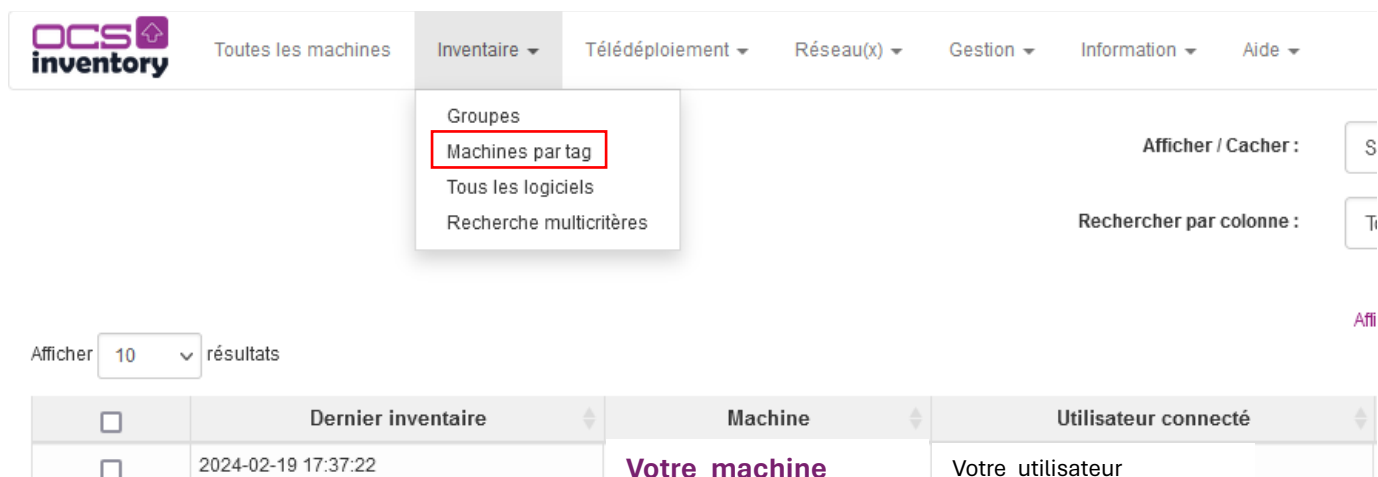 OCS
inventory
Toutes les machines
Inventaire
Télédéploiement
Réseau(x)
Gestion
Information
Aide
Groupes
Machines par tag
Tous les logiciels
Recherche multicritères
Afficher / Cacher :
S
Rechercher par colonne :
Affi
Afficher 10 résultats
Dernier inventaire
Machine
Utilisateur connecté
2024-02-19 17:37:22
Votre machine
Votre utilisateur